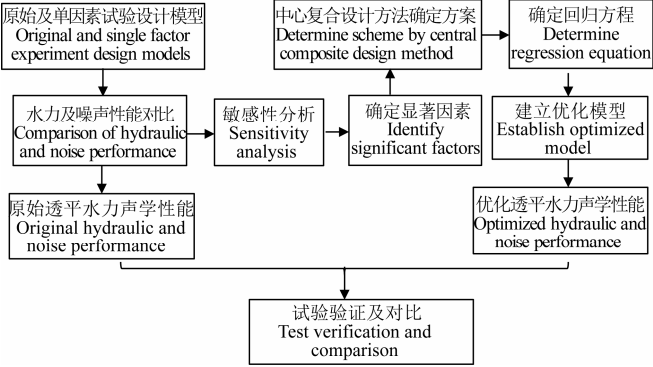 原始及单因素试验设计模型
Original and single factor
experiment design models
水力及噪声性能对比
Comparison of hydraulic
and noise performance
原始透平水力声学性能
Original hydraulic and
noise performance
敏感性分析
Sensitivity
analysis
确定显著因素
Identify
significant factors
中心复合设计方法确定方案
Determine scheme by central
composite design method
确定回归方程
Determine
regression equation
建立优化模型
Establish optimized
model
优化透平水力声学性能
Optimized hydraulic and
noise performance
试验验证及对比
Test verification and
comparison